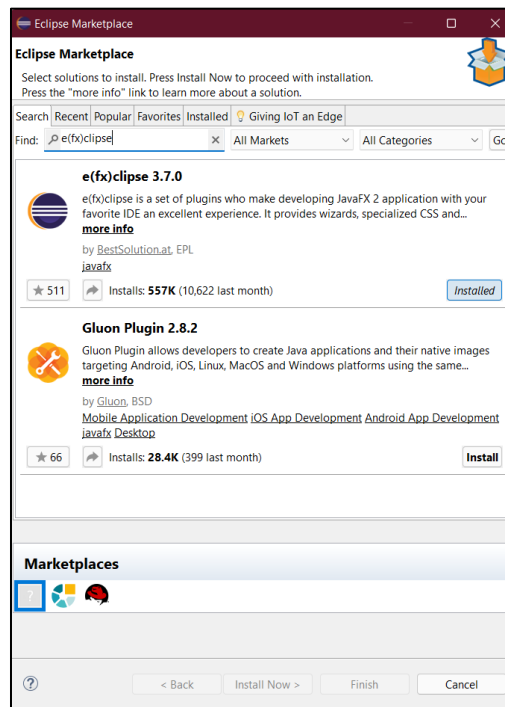 Eclipse Marketplace
Eclipse Marketplace
Select solutions to install. Press Install Now to proceed with installation.
Press the "more info" link to learn more about a solution.
Search Recent Popular Favorites Installed Giving IoT an Edge
Find: e(fx)clipse All Markets All Categories Go
e(fx)clipse 3.7.0
e(fx)clipse is a set of plugins who make developing JavaFX 2 application with your
favorite IDE an excellent experience. It provides wizards, specialized CSS and...
more info
by BestSolution.at, EPL
javafx
511 Installs: 557K (10,622 last month) Installed
Gluon Plugin 2.8.2
Gluon Plugin allows developers to create Java applications and their native images
targeting Android, iOS, Linux, MacOS and Windows platforms using the same...
more info
by Gluon, BSD
Mobile Application Development iOS App Development Android App Development
javafx Desktop
66 Installs: 28.4K (399 last month) Install
Marketplaces
?
? < Back Install Now > Finish Cancel